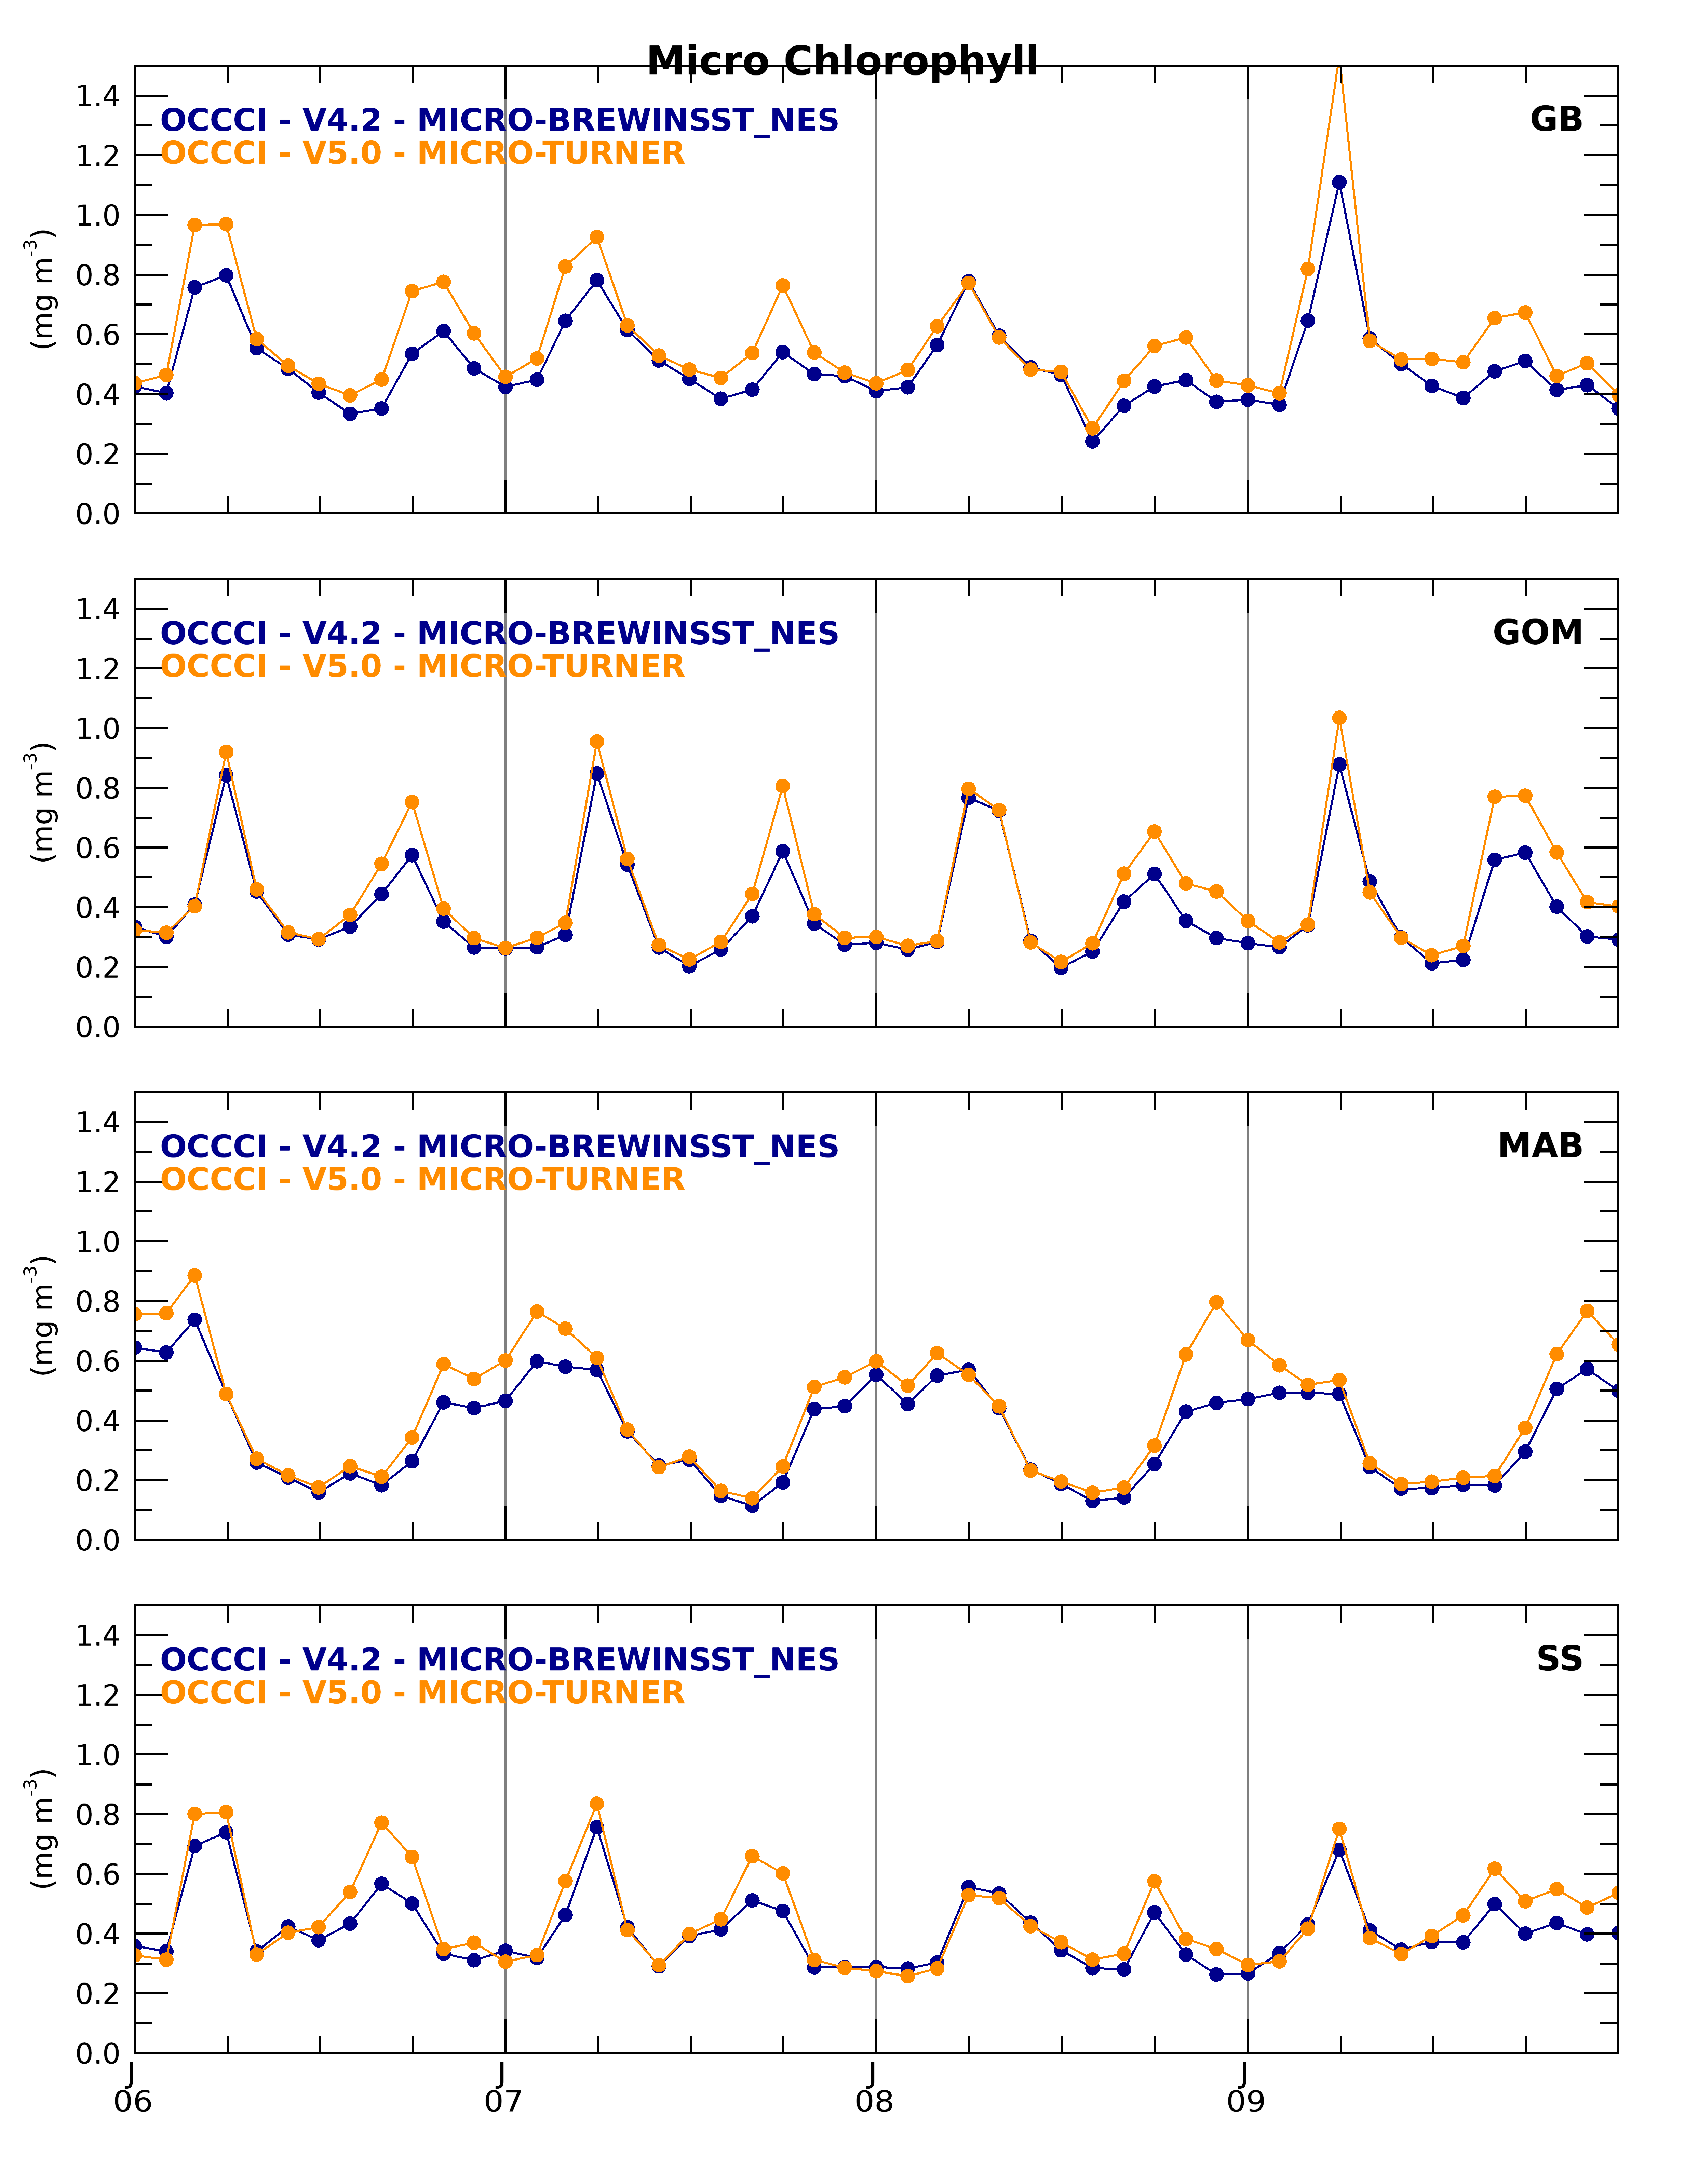 Micro Chlorophyll
1.4
1.2
1.0
0.8
0.6
0.4
0.2
0.0
(mg m-3)
OCCCI - V4.2 - MICRO-BREWINSST_NES
OCCCI - V5.0 - MICRO-TURNER
GB
1.4
1.2
1.0
0.8
0.6
0.4
0.2
0.0
(mg m-3)
OCCCI - V4.2 - MICRO-BREWINSST_NES
OCCCI - V5.0 - MICRO-TURNER
GOM
1.4
1.2
1.0
0.8
0.6
0.4
0.2
0.0
(mg m-3)
OCCCI - V4.2 - MICRO-BREWINSST_NES
OCCCI - V5.0 - MICRO-TURNER
MAB
1.4
1.2
1.0
0.8
0.6
0.4
0.2
0.0
(mg m-3)
OCCCI - V4.2 - MICRO-BREWINSST_NES
OCCCI - V5.0 - MICRO-TURNER
SS
J J J J
06 07 08 09